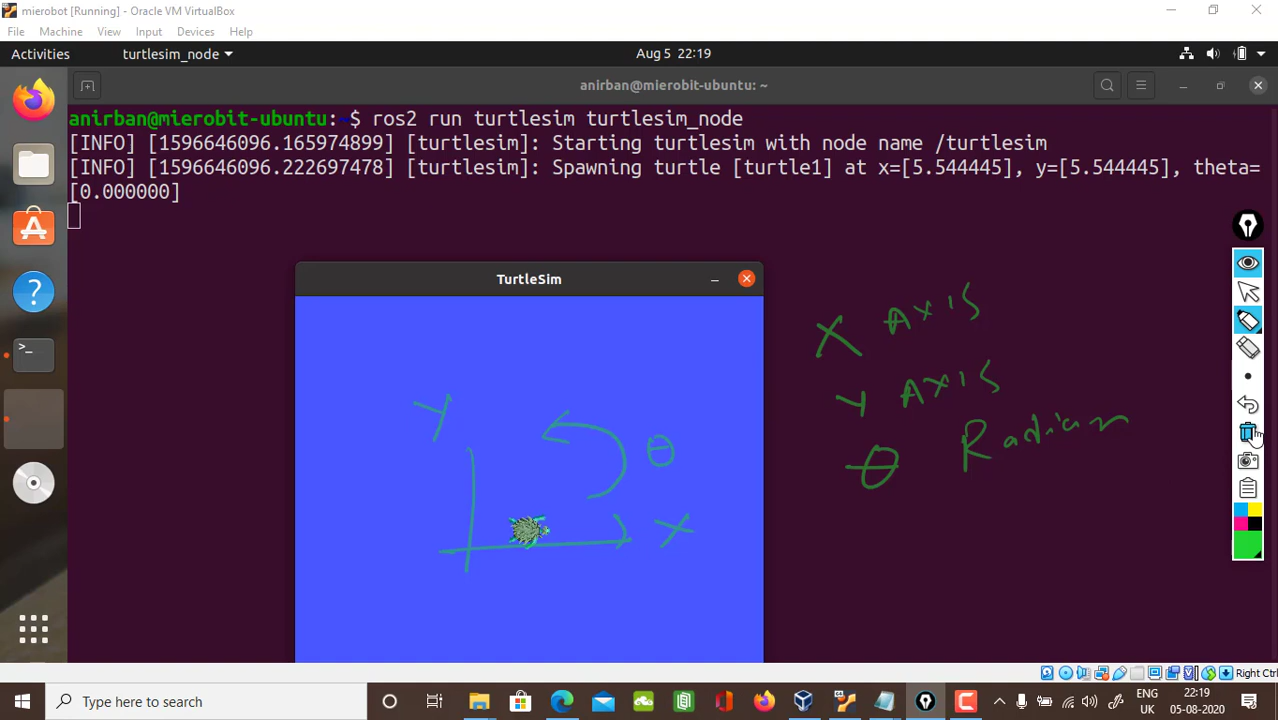 mierobot [Running] - Oracle VM VirtualBox
File Machine View Input Devices Help
Activities turtlesim_node Aug 5 22:19
anirban@mierobit-ubuntu: ~
anirban@mierobit-ubuntu:~$ ros2 run turtlesim turtlesim_node
[INFO] [1596646096.165974899] [turtlesim]: Starting turtlesim with node name /turtlesim
[INFO] [1596646096.222697478] [turtlesim]: Spawning turtle [turtle1] at x=[5.544445], y=[5.544445], theta=
[0.000000]
TurtleSim
X AXIS
Y AXIS
θ Radian
Y
θ
X
Right Ctrl
Type here to search
ENG
UK
22:19
05-08-2020